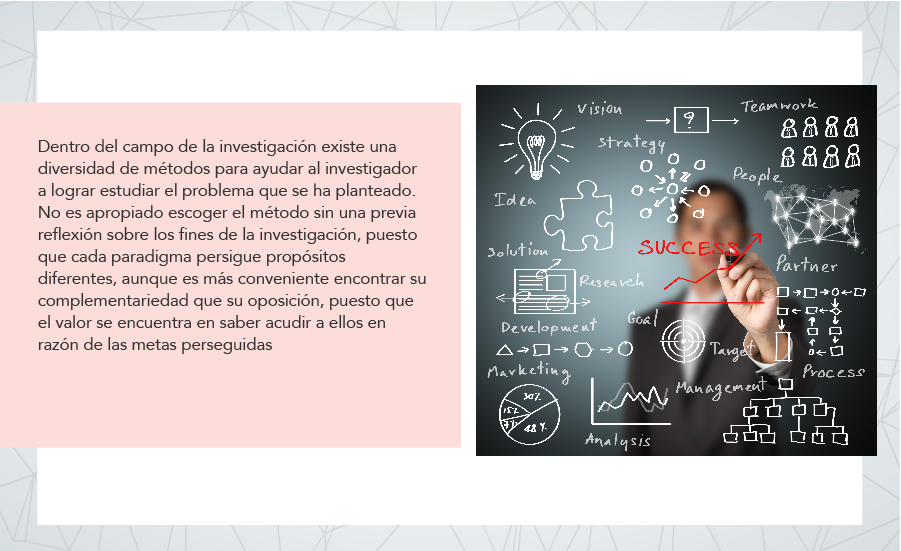 Dentro del campo de la investigación existe una
diversidad de métodos para ayudar al investigador
a lograr estudiar el problema que se ha planteado.
No es apropiado escoger el método sin una previa
reflexión sobre los fines de la investigación, puesto
que cada paradigma persigue propósitos
diferentes, aunque es más conveniente encontrar su
complementariedad que su oposición, puesto que
el valor se encuentra en saber acudir a ellos en
razón de las metas perseguidas
Vision
?
Teamwork
Strategy
People
Idea
Solution
SUCCESS
Research
Partner
Goal
Development
Target
Marketing
Management
Process
30%
15%
7%
48%
Analysis